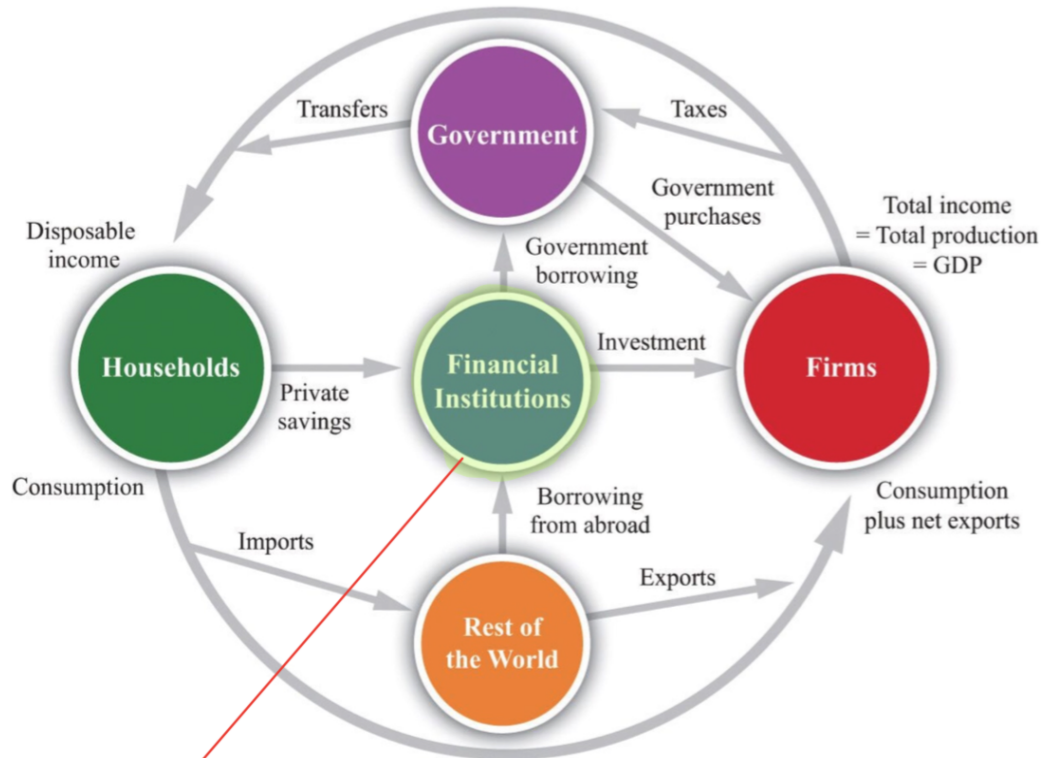 Transfers
Government
Taxes
Government
purchases
Total income
= Total production
= GDP
Disposable
income
Government
borrowing
Households
Private
savings
Financial
Institutions
Investment
Firms
Consumption
Imports
Borrowing
from abroad
Consumption
plus net exports
Exports
Rest of
the World